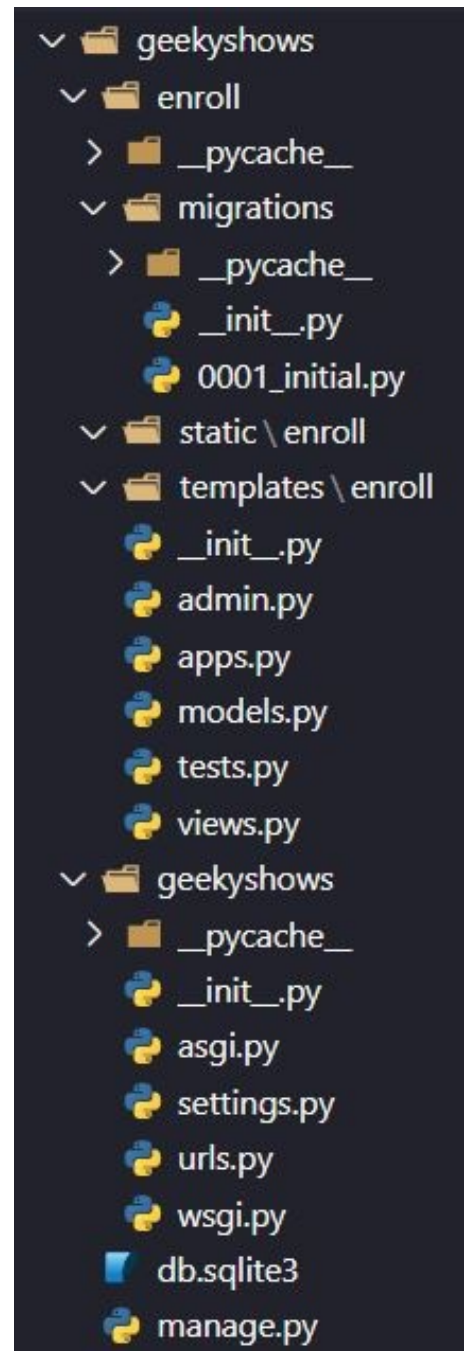 geekyshows
enroll
__pycache__
migrations
__pycache__
__init__.py
0001_initial.py
static \ enroll
templates \ enroll
__init__.py
admin.py
apps.py
models.py
tests.py
views.py
geekyshows
__pycache__
__init__.py
asgi.py
settings.py
urls.py
wsgi.py
db.sqlite3
manage.py